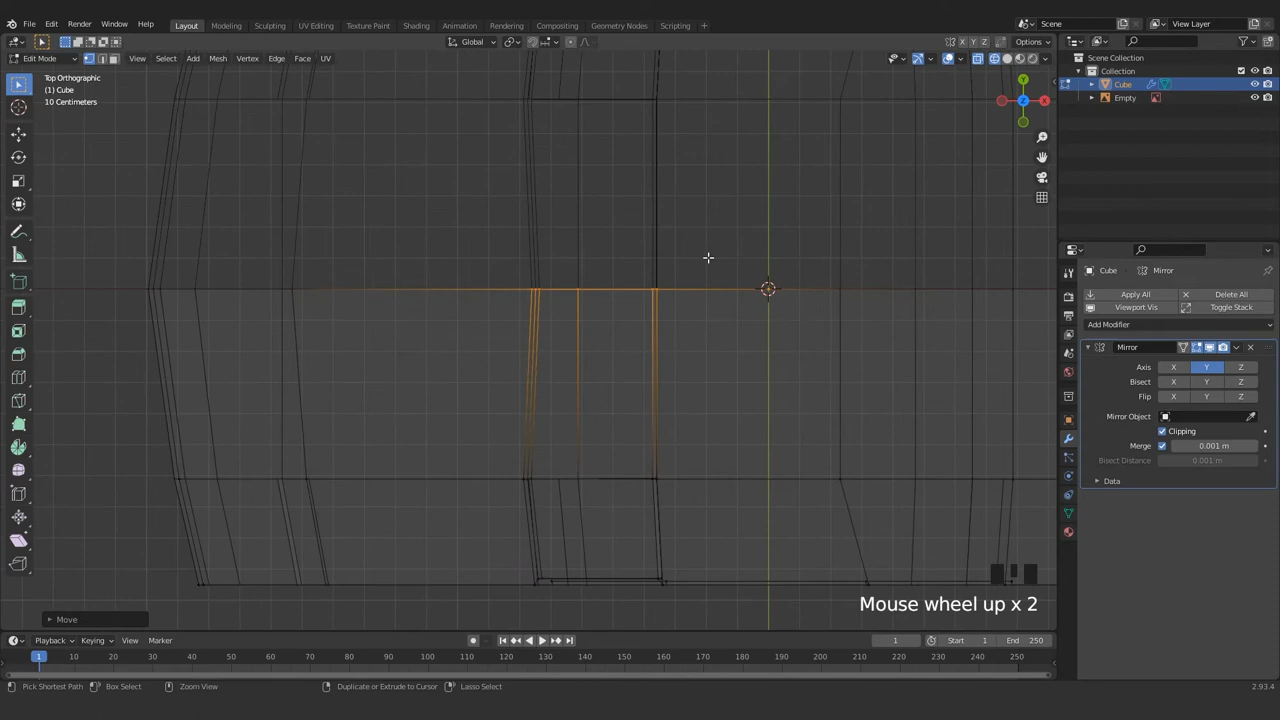 File Edit Render Window Help Layout Modeling Sculpting UV Editing Texture Paint Shading Animation Rendering Compositing Geometry Nodes Scripting Scene View Layer
Global X Y Z Options
Edit Mode View Select Add Mesh Vertex Edge Face UV
Top Orthographic
(1) Cube
10 Centimeters
Y
Z X
Scene Collection
Collection
Cube
Empty
Cube Mirror
Apply All Delete All
Viewport Vis Toggle Stack
Add Modifier
Mirror
Axis X Y Z
Bisect X Y Z
Flip X Y Z
Mirror Object
Clipping
Merge 0.001 m
Bisect Distance 0.001 m
Data
Mouse wheel up x 2
Move
Playback Keying View Marker 1 Start 1 End 250
1 10 20 30 40 50 60 70 80 90 100 110 120 130 140 150 160 170 180 190 200 210 220 230 240 250
Pick Shortest Path Box Select Zoom View Duplicate or Extrude to Cursor Lasso Select 2.93.4